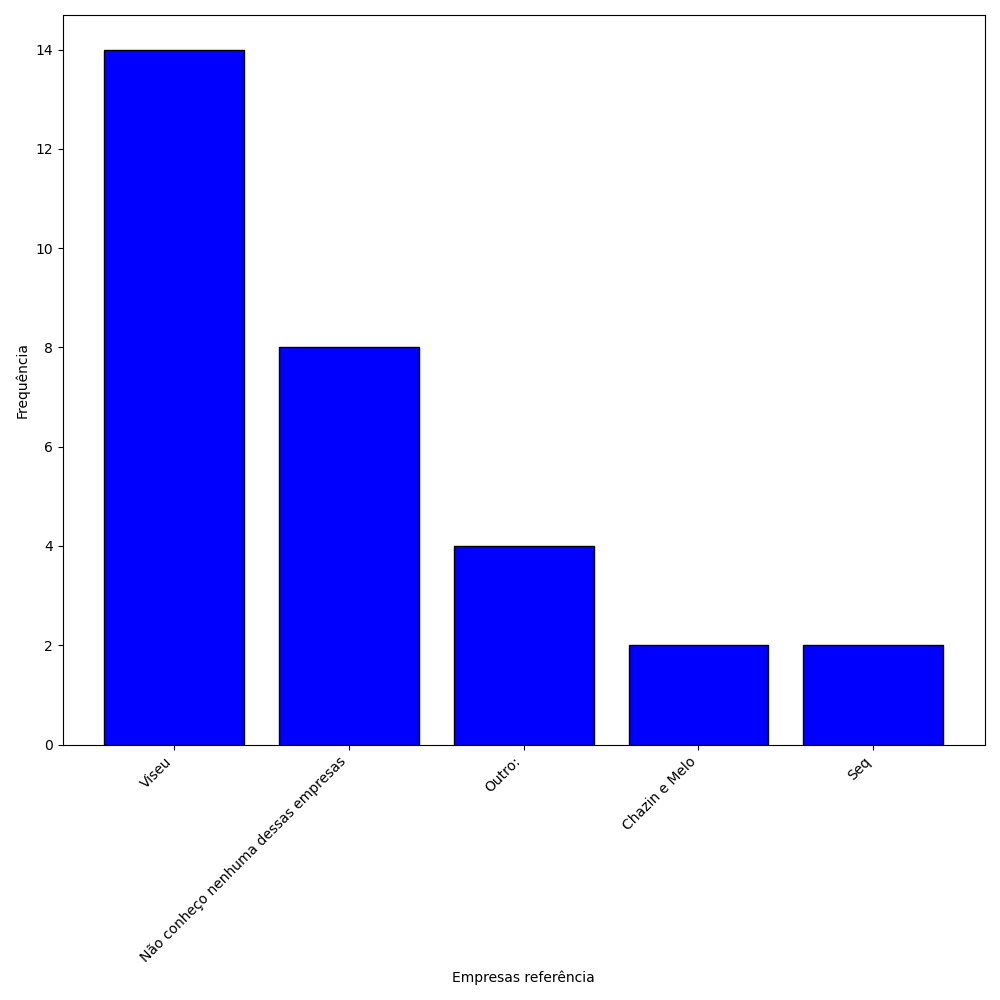 14
12
10
8
6
4
2
0
Frequência
Viseu
Não conheço nenhuma dessas empresas
Outro:
Chazin e Melo
Seq
Empresas referência